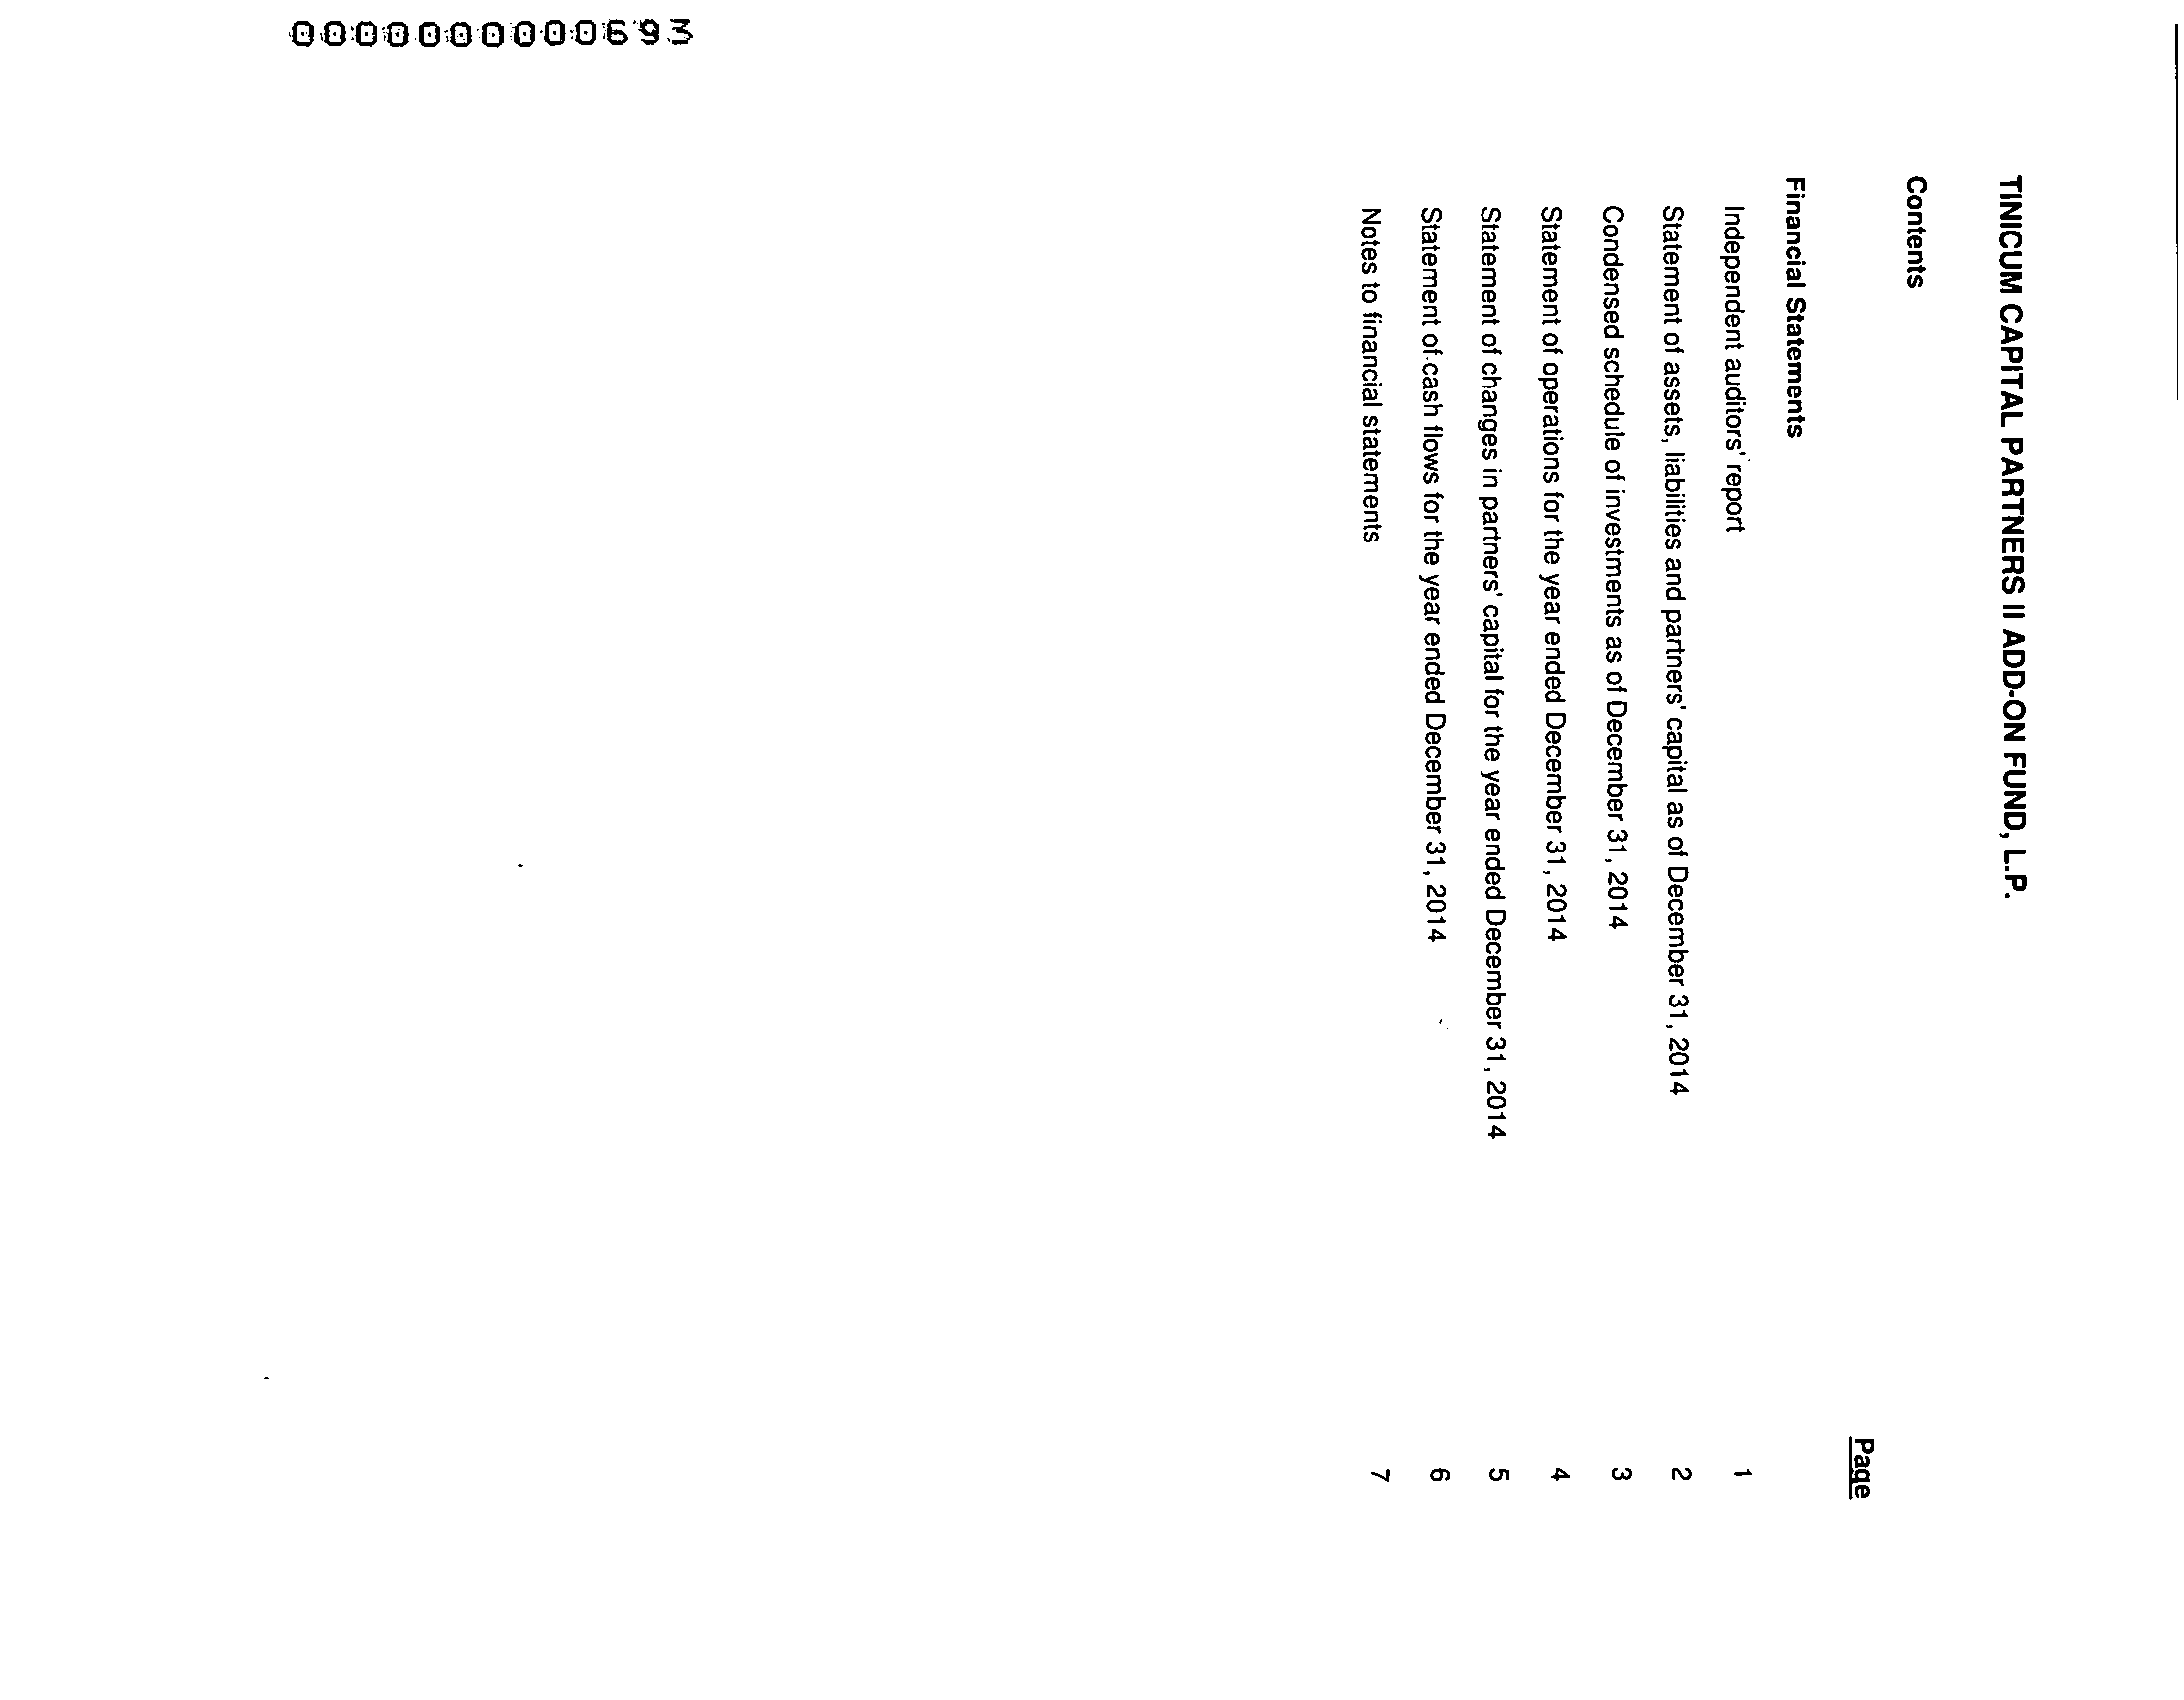 TINICUM CAPITAL PARTNERS II ADD-ON FUND, L.P.
Contents
Page
Financial Statements
Independent auditors' report 1
Statement of assets, liabilities and partners' capital as of December 31, 2014 2
Condensed schedule of investments as of December 31, 2014 3
Statement of operations for the year ended December 31, 2014 4
Statement of changes in partners' capital for the year ended December 31, 2014 5
Statement of cash flows for the year ended December 31, 2014 6
Notes to financial statements 7